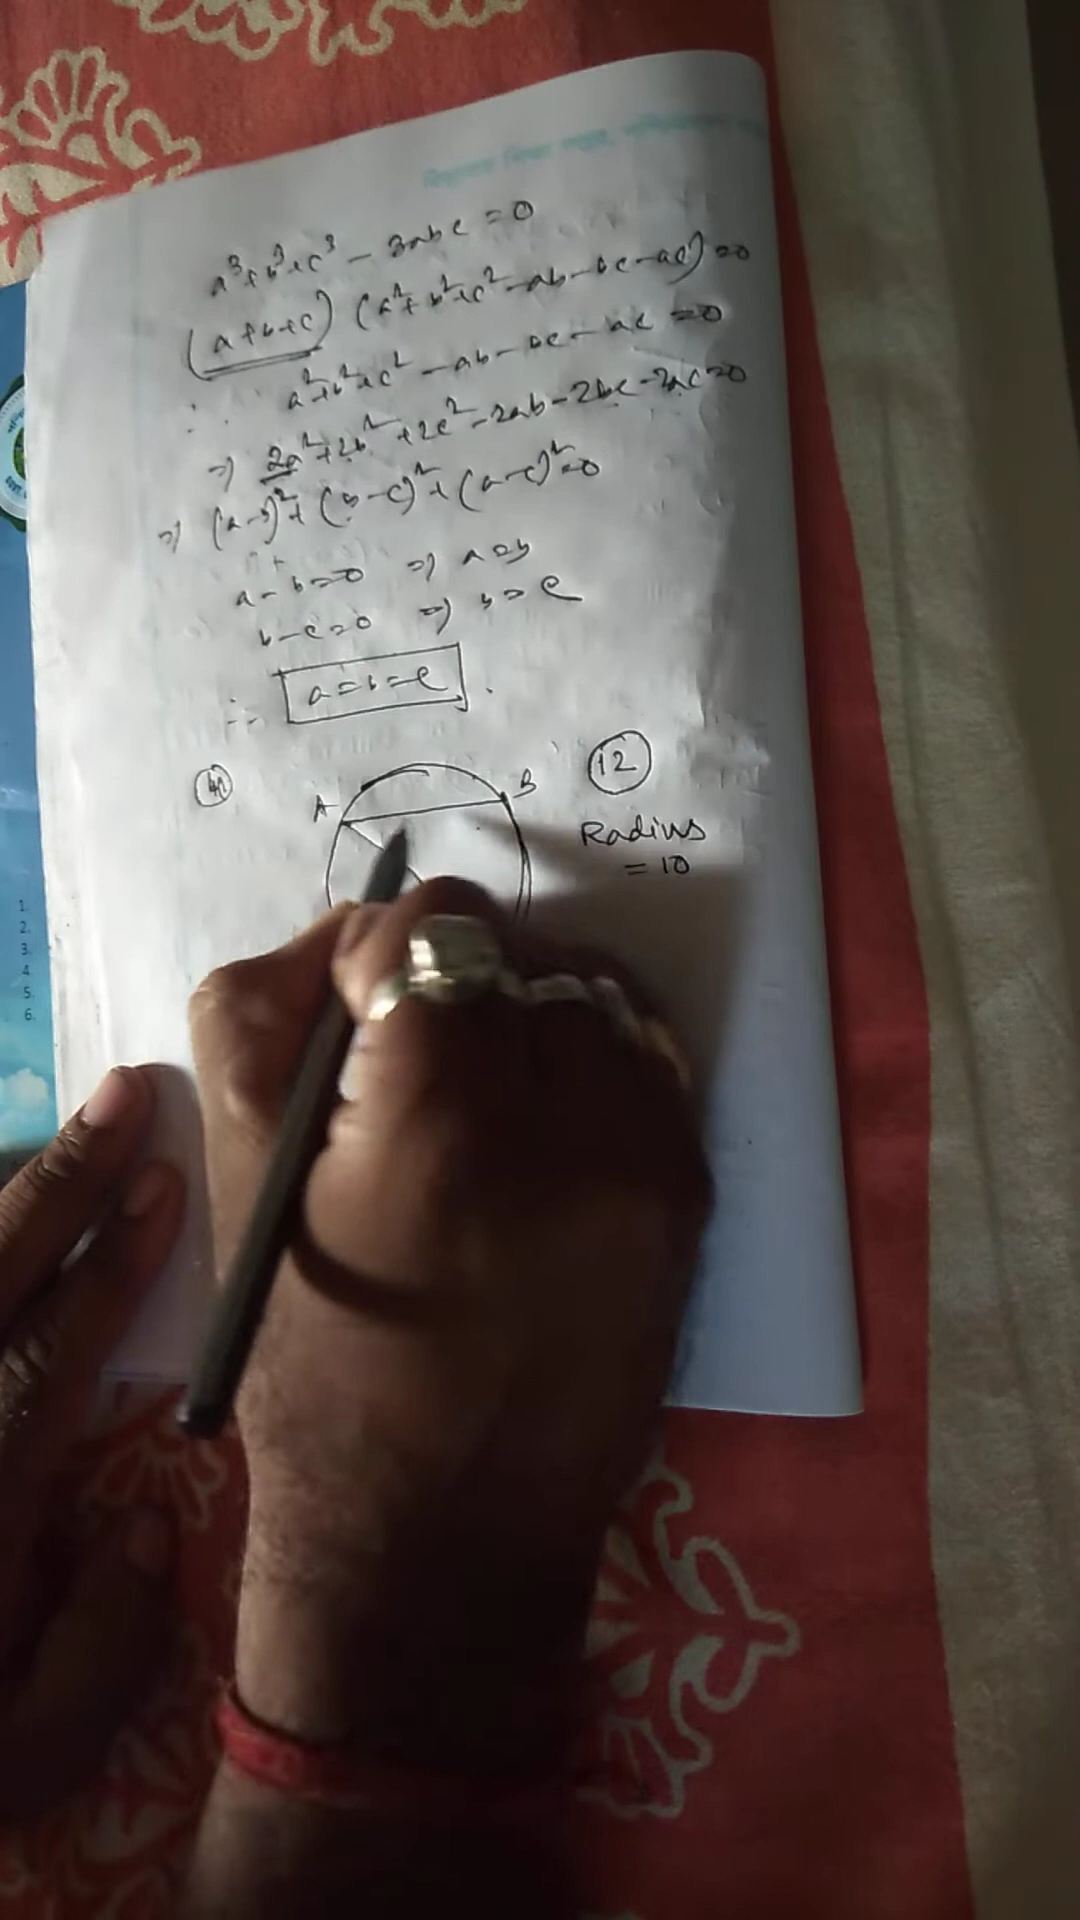 a³+b³+c³ - 3abc = 0
(a+b+c) (a²+b²+c²-ab-bc-ac) = 0
∴ a²+b²+c² - ab - bc - ac = 0
⇒ 2a²+2b²+2c²-2ab-2bc-2ac=0
⇒ (a-b)²+(b-c)²+(a-c)²=0
a-b=0 ⇒ a=b
b-c=0 ⇒ b=c
∴ a=b=c.
A B
12
Radius
= 10
1.
2.
3.
4.
5.
6.